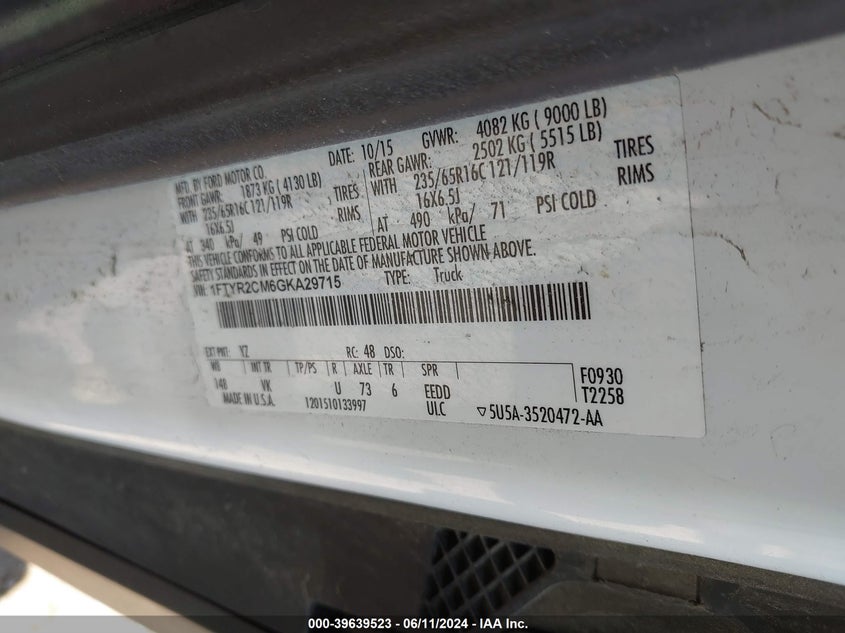 MFD. BY FORD MOTOR CO.
DATE: 10/15 GVWR: 4082 KG ( 9000 LB)
FRONT GAWR: 1873 KG ( 4130 LB) REAR GAWR: 2502 KG ( 5515 LB)
WITH 235/65R16C 121/119R TIRES WITH 235/65R16C 121/119R TIRES
16X6.5J RIMS 16X6.5J RIMS
AT 340 kPa/ 49 PSI COLD AT 490 kPa/ 71 PSI COLD
THIS VEHICLE CONFORMS TO ALL APPLICABLE FEDERAL MOTOR VEHICLE
SAFETY STANDARDS IN EFFECT ON THE DATE OF MANUFACTURE SHOWN ABOVE.
VIN: 1FTYR2CM6GKA29715 TYPE: Truck
EXT PNT: YZ RC: 48 DSO:
WB INT TR TP/PS R AXLE TR SPR F0930
148 VK U 73 6 EEDD T2258
MADE IN U.S.A. 1201510133997 ULC ▽5U5A-3520472-AA
000-39639523 - 06/11/2024 - IAAI.COM